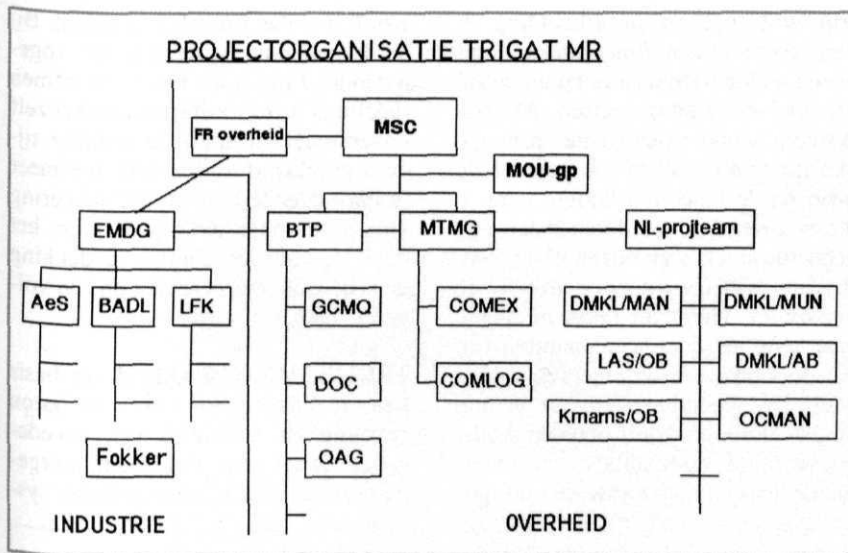 PROJECTORGANISATIE TRIGAT MR
FR overheid
MSC
MOU-gp
EMDG
BTP
MTMG
NL-projteam
AeS
BADL
LFK
GCMQ
COMEX
DMKL/MAN
DMKL/MUN
DOC
COMLOG
LAS/OB
DMKL/AB
Kmarns/OB
OCMAN
Fokker
OAG
INDUSTRIE
OVERHEID